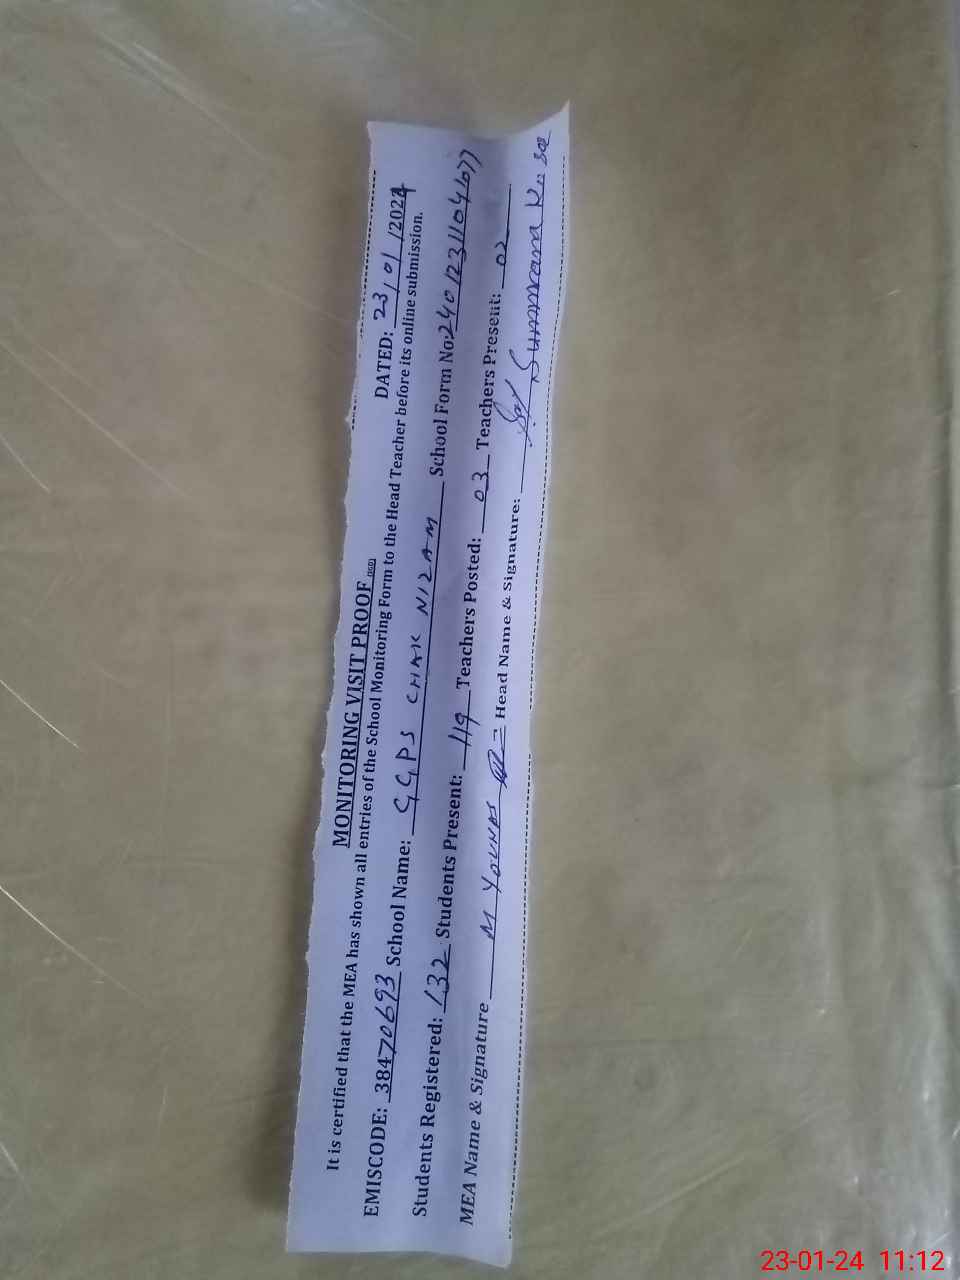 MONITORING VISIT PROOF
DATED: 23/01/2024
It is certified that the MEA has shown all entries of the School Monitoring Form to the Head Teacher before its online submission.
EMISCODE: 38470693 School Name: GGPS CHAK NIZAM School Form No: 24012311041077
Students Registered: 132 Students Present: 119 Teachers Posted: 03 Teachers Present: 02
MEA Name & Signature M YOUNAS Head Name & Signature: Summana
23-01-24 11:12